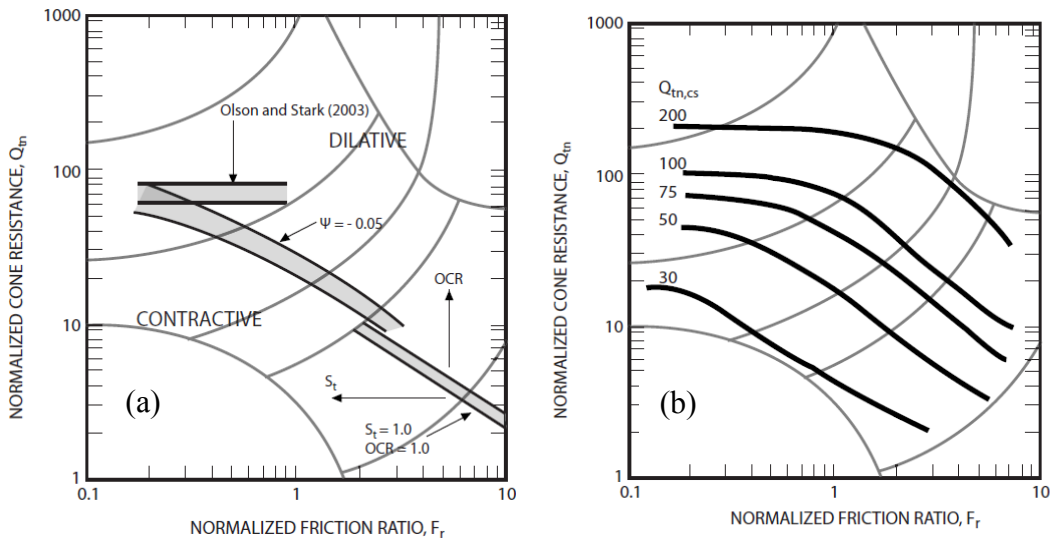 1000
100
10
1
NORMALIZED CONE RESISTANCE, Qtn
Olson and Stark (2003)
DILATIVE
Ψ = - 0.05
OCR
CONTRACTIVE
St
(a)
St = 1.0
OCR = 1.0
0.1
1
10
NORMALIZED FRICTION RATIO, Fr
1000
100
10
1
NORMALIZED CONE RESISTANCE, Qtn
Qtn,cs
200
100
75
50
30
(b)
0.1
1
10
NORMALIZED FRICTION RATIO, Fr